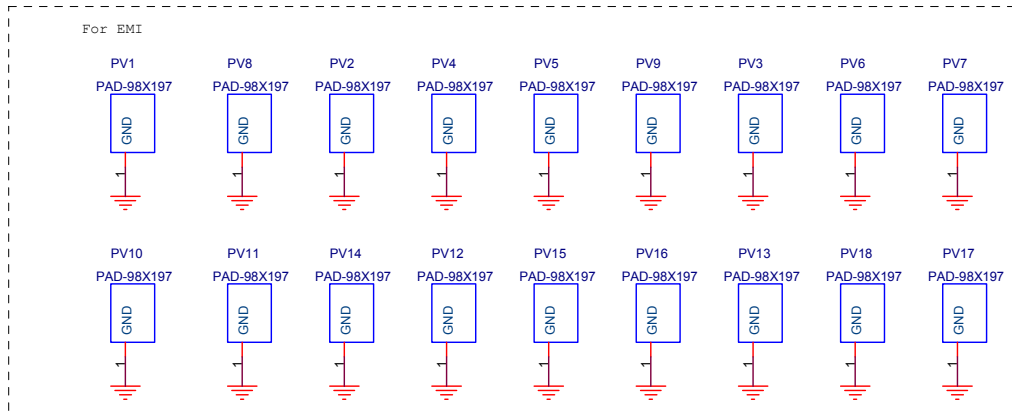 For EMI
PV1 PV8 PV2 PV4 PV5 PV9 PV3 PV6 PV7
PAD-98X197 PAD-98X197 PAD-98X197 PAD-98X197 PAD-98X197 PAD-98X197 PAD-98X197 PAD-98X197 PAD-98X197
GND GND GND GND GND GND GND GND GND
1 1 1 1 1 1 1 1 1
PV10 PV11 PV14 PV12 PV15 PV16 PV13 PV18 PV17
PAD-98X197 PAD-98X197 PAD-98X197 PAD-98X197 PAD-98X197 PAD-98X197 PAD-98X197 PAD-98X197 PAD-98X197
GND GND GND GND GND GND GND GND GND
1 1 1 1 1 1 1 1 1